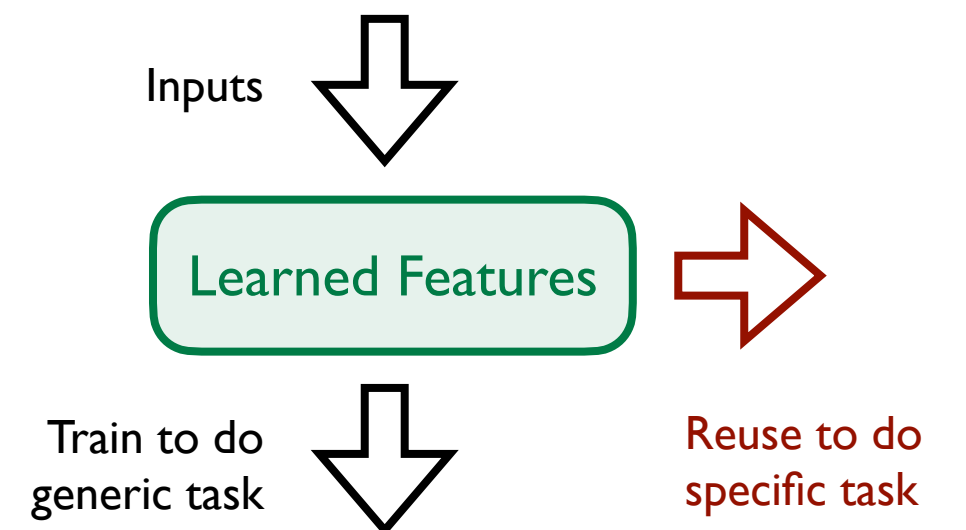 Inputs
Learned Features
Train to do
generic task
Reuse to do
specific task